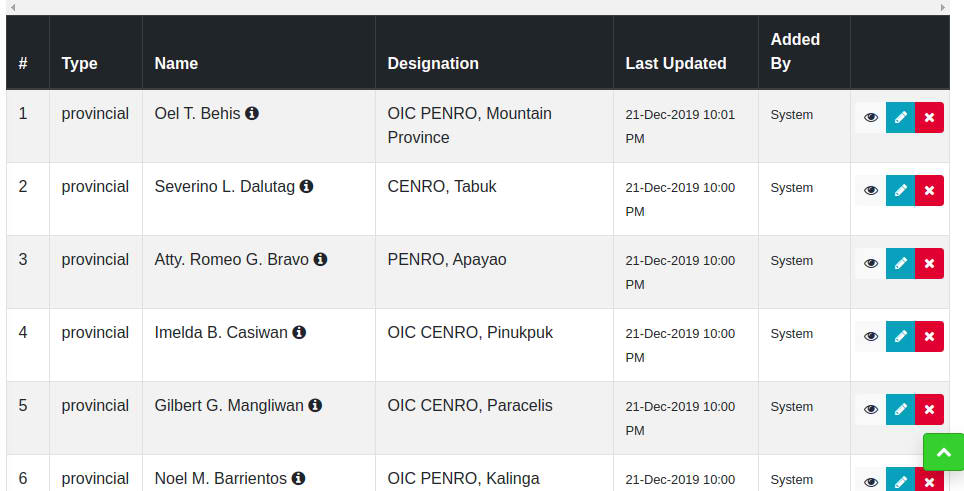 # Type Name Designation Last Updated Added By
1 provincial Oel T. Behis OIC PENRO, Mountain Province 21-Dec-2019 10:01 PM System
2 provincial Severino L. Dalutag CENRO, Tabuk 21-Dec-2019 10:00 PM System
3 provincial Atty. Romeo G. Bravo PENRO, Apayao 21-Dec-2019 10:00 PM System
4 provincial Imelda B. Casiwan OIC CENRO, Pinukpuk 21-Dec-2019 10:00 PM System
5 provincial Gilbert G. Mangliwan OIC CENRO, Paracelis 21-Dec-2019 10:00 PM System
6 provincial Noel M. Barrientos OIC PENRO, Kalinga 21-Dec-2019 10:00 System